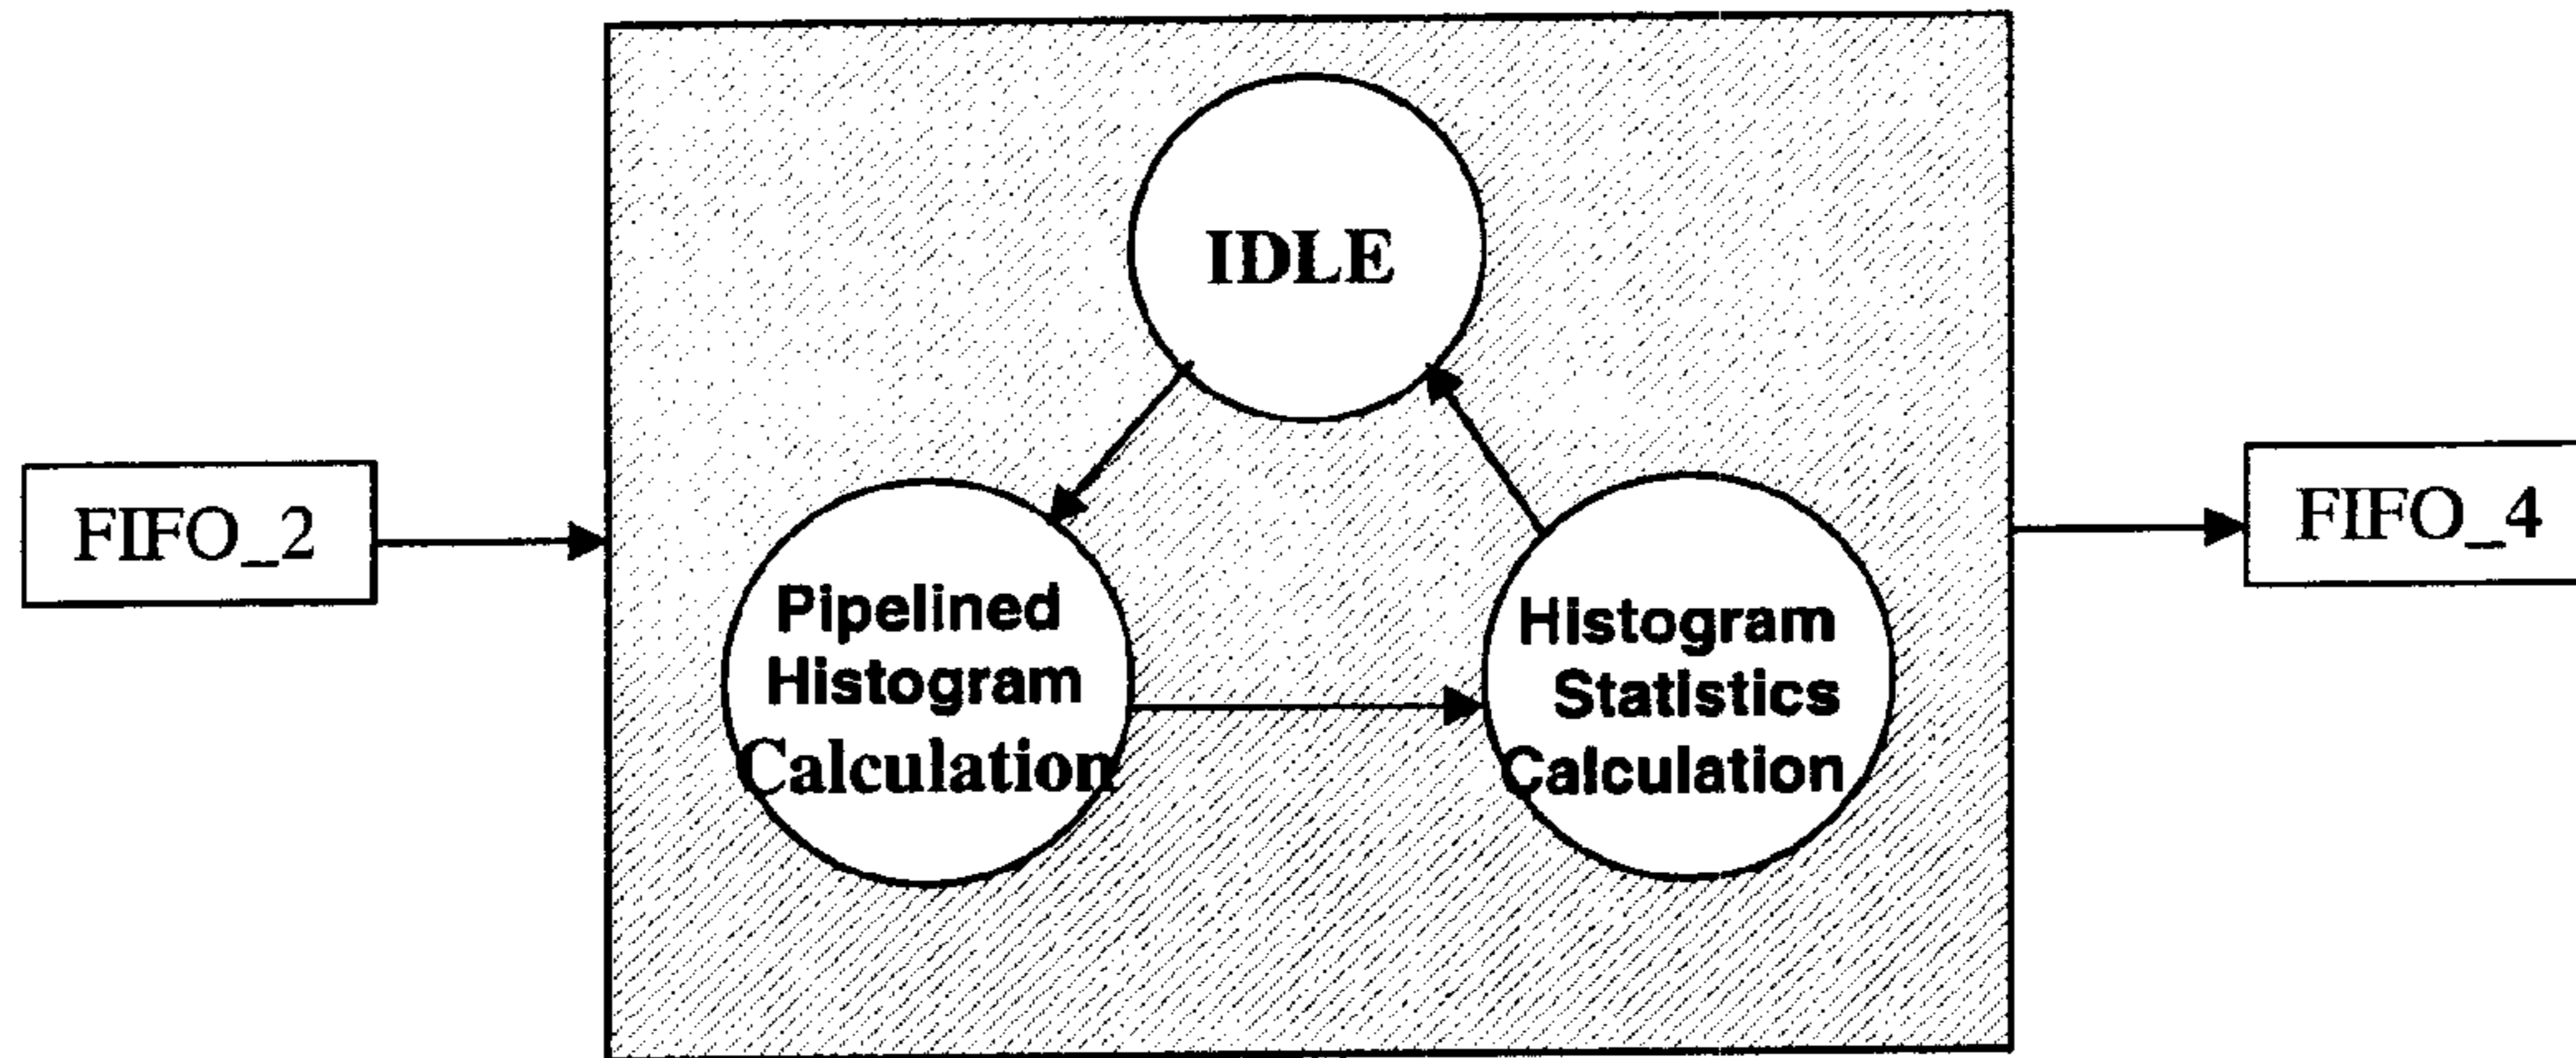 IDLE
FIFO_2
Pipelined
Histogram
Calculation
Histogram
Statistics
Calculation
FIFO_4